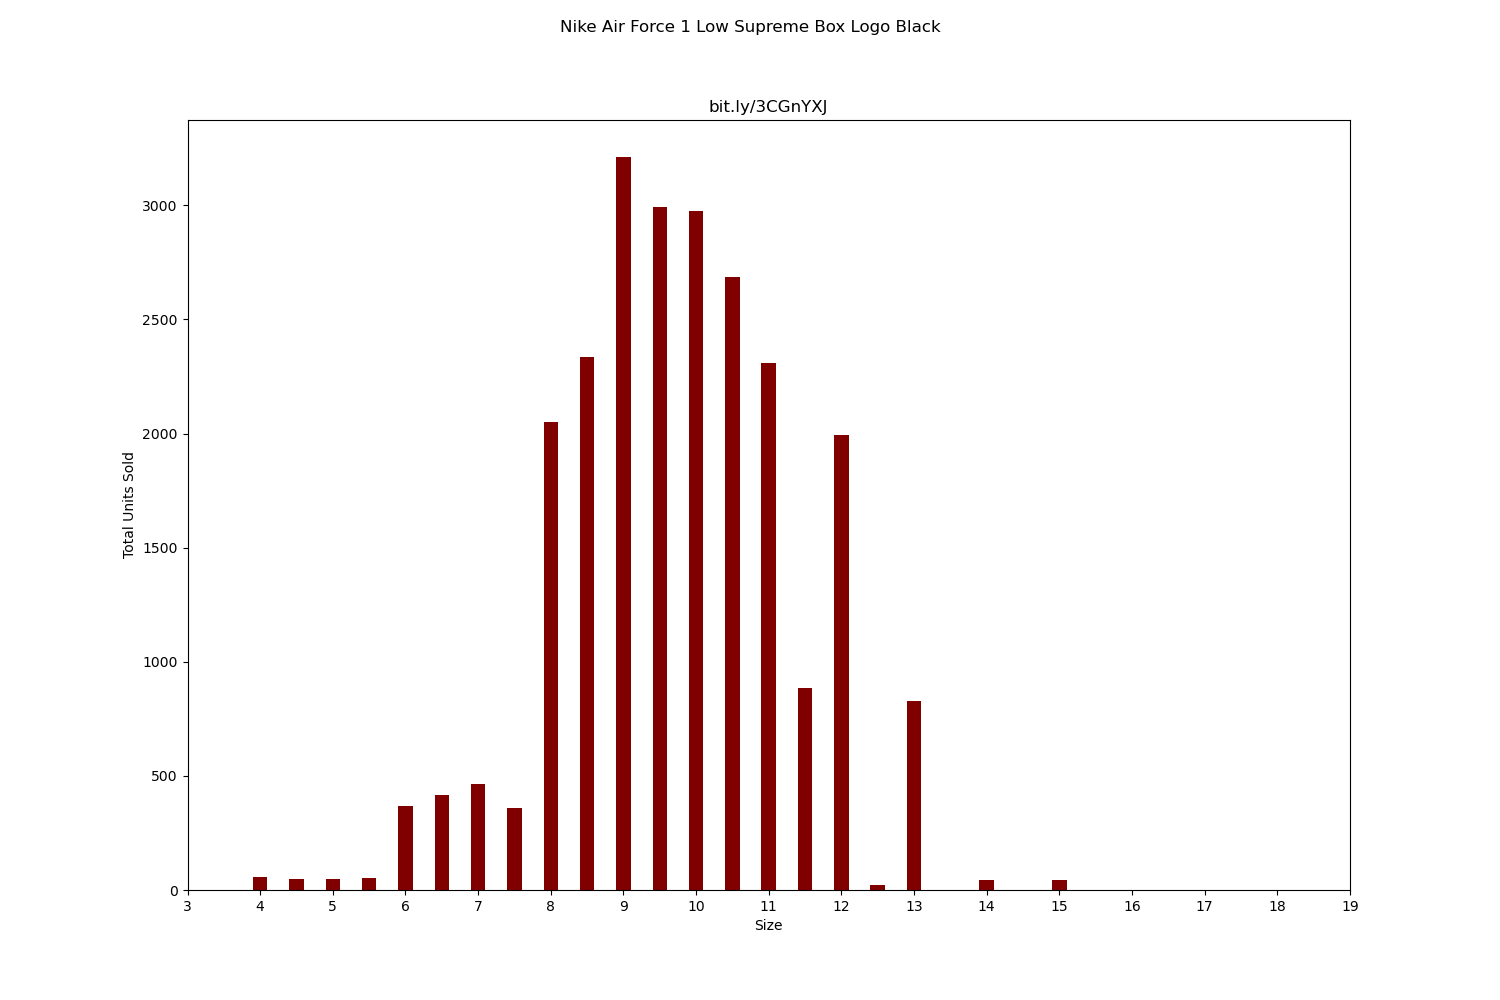 Nike Air Force 1 Low Supreme Box Logo Black
bit.ly/3CGnYXJ
3000
2500
2000
1500
1000
500
0
Total Units Sold
3 4 5 6 7 8 9 10 11 12 13 14 15 16 17 18 19
Size